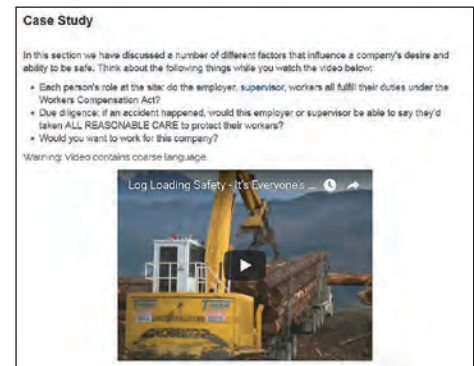 Case Study
In this section we have discussed a number of different factors that influence a company's desire and
ability to be safe. Think about the following things while you watch the video below:
• Each person's role at the site: do the employer, supervisor, workers all fulfill their duties under the
Workers Compensation Act?
• Due diligence: if an accident happened, would this employer or supervisor be able to say they'd
taken ALL REASONABLE CARE to protect their workers?
• Would you want to work for this company?
Warning: Video contains coarse language.
Log Loading Safety - It's Everyone's ...